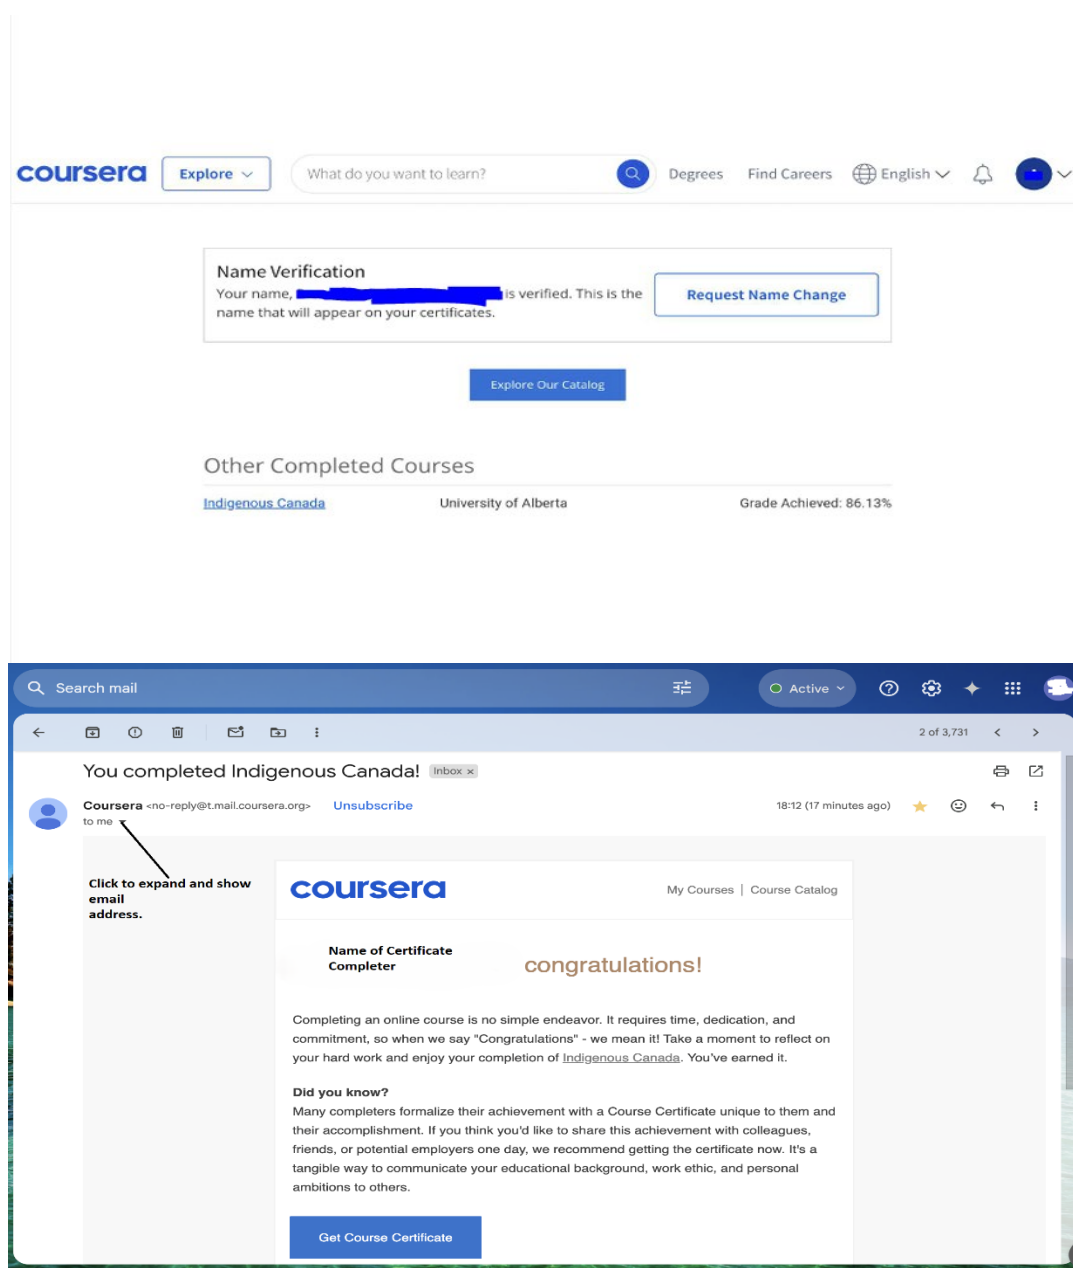 coursera Explore What do you want to learn? Degrees Find Careers English
Name Verification
Your name, is verified. This is the
name that will appear on your certificates.
Request Name Change
Explore Our Catalog
Other Completed Courses
Indigenous Canada University of Alberta Grade Achieved: 86.13%
Search mail Active
2 of 3,731
You completed Indigenous Canada! Inbox x
Coursera <no-reply@t.mail.coursera.org> Unsubscribe 18:12 (17 minutes ago)
to me
Click to expand and show
email
address.
coursera My Courses | Course Catalog
Name of Certificate
Completer
congratulations!
Completing an online course is no simple endeavor. It requires time, dedication, and
commitment, so when we say "Congratulations" - we mean it! Take a moment to reflect on
your hard work and enjoy your completion of Indigenous Canada. You've earned it.
Did you know?
Many completers formalize their achievement with a Course Certificate unique to them and
their accomplishment. If you think you'd like to share this achievement with colleagues,
friends, or potential employers one day, we recommend getting the certificate now. It's a
tangible way to communicate your educational background, work ethic, and personal
ambitions to others.
Get Course Certificate